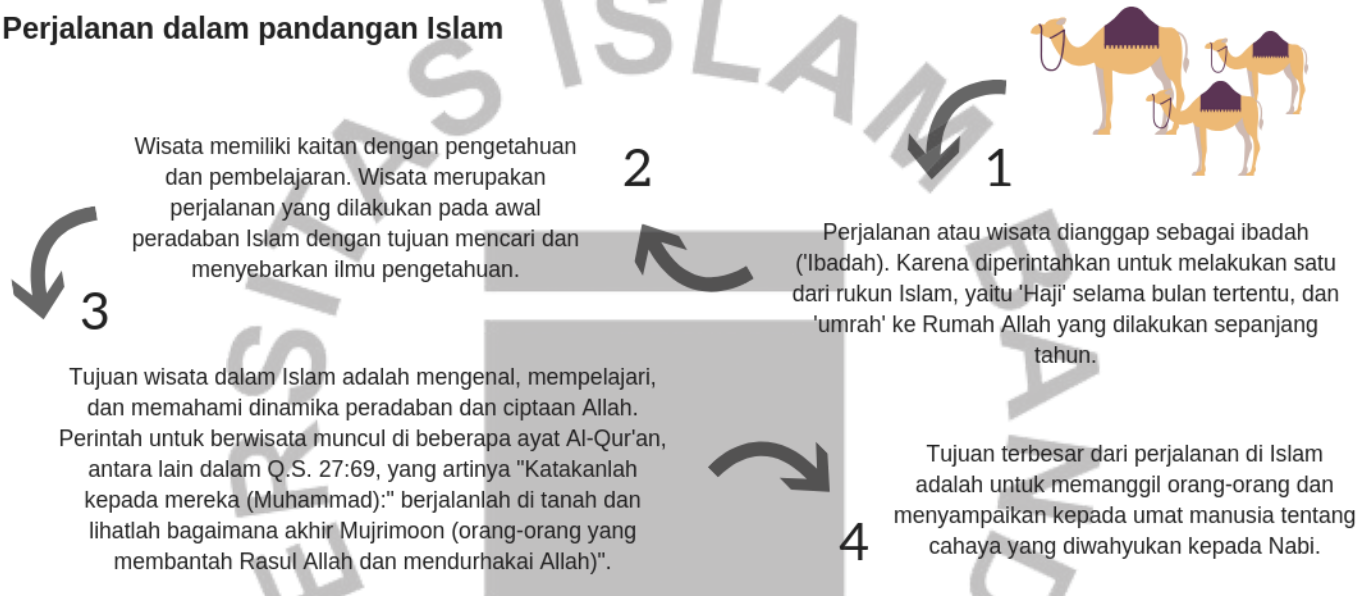 Perjalanan dalam pandangan Islam
1
Perjalanan atau wisata dianggap sebagai ibadah
('Ibadah). Karena diperintahkan untuk melakukan satu
dari rukun Islam, yaitu 'Haji' selama bulan tertentu, dan
'umrah' ke Rumah Allah yang dilakukan sepanjang
tahun.
2
Wisata memiliki kaitan dengan pengetahuan
dan pembelajaran. Wisata merupakan
perjalanan yang dilakukan pada awal
peradaban Islam dengan tujuan mencari dan
menyebarkan ilmu pengetahuan.
3
Tujuan wisata dalam Islam adalah mengenal, mempelajari,
dan memahami dinamika peradaban dan ciptaan Allah.
Perintah untuk berwisata muncul di beberapa ayat Al-Qur'an,
antara lain dalam Q.S. 27:69, yang artinya "Katakanlah
kepada mereka (Muhammad):" berjalanlah di tanah dan
lihatlah bagaimana akhir Mujrimoon (orang-orang yang
membantah Rasul Allah dan mendurhakai Allah)".
4
Tujuan terbesar dari perjalanan di Islam
adalah untuk memanggil orang-orang dan
menyampaikan kepada umat manusia tentang
cahaya yang diwahyukan kepada Nabi.
ERSITAS ISLAM BAND